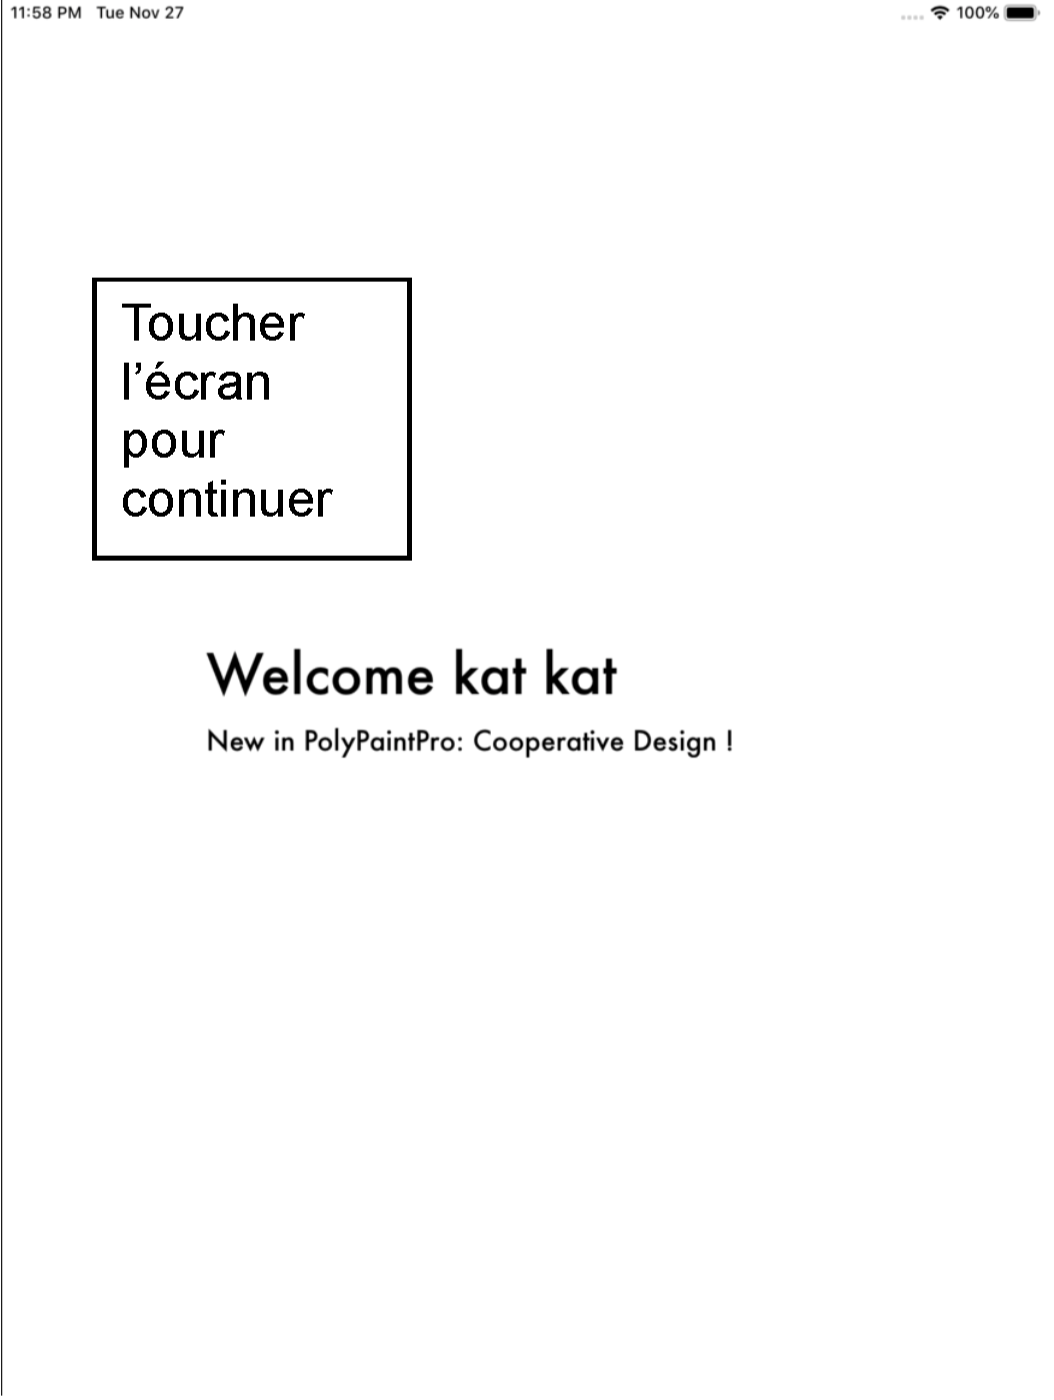 11:58 PM Tue Nov 27
100%
Toucher
l’écran
pour
continuer
Welcome kat kat
New in PolyPaintPro: Cooperative Design !